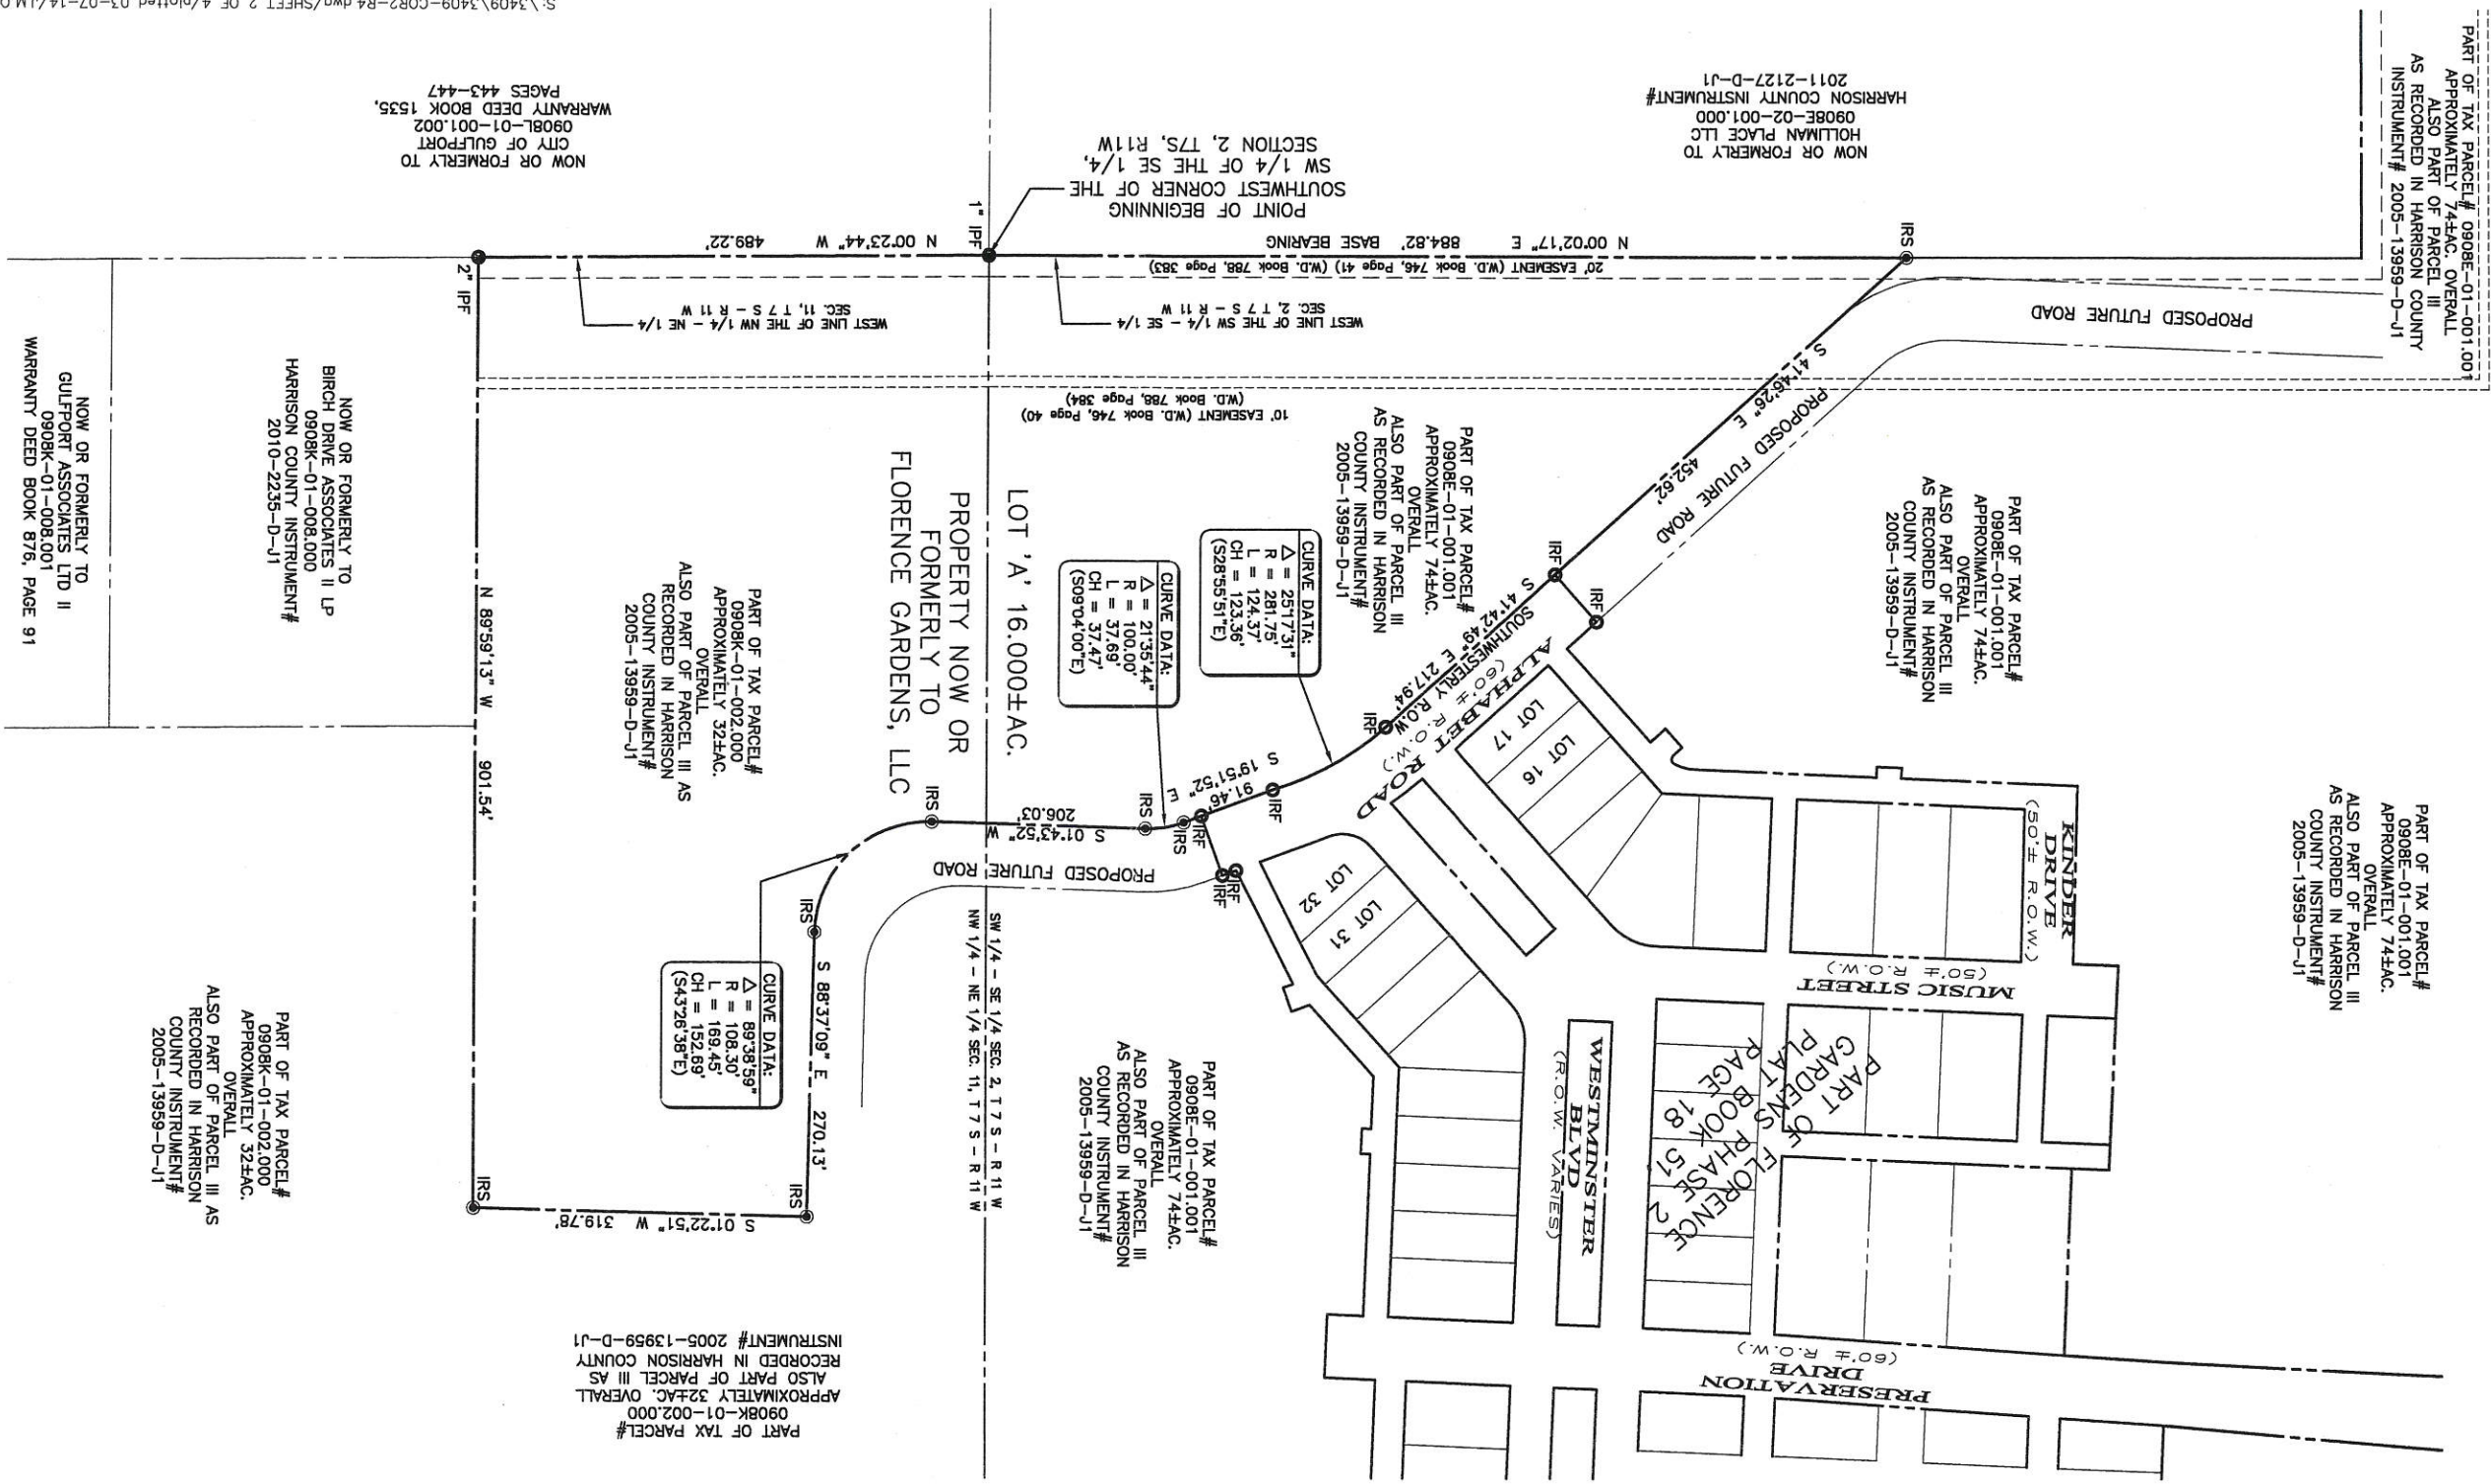 S:\3409\3409-COR2-R4.dwg/SHEET 2 OF 4/plotted 03-07-14/LM
NOW OR FORMERLY TO
CITY OF GULFPORT
0908L-01-001.002
WARRANTY DEED BOOK 1535,
PAGES 443-447
POINT OF BEGINNING
SOUTHWEST CORNER OF THE
SW 1/4 OF THE SE 1/4,
SECTION 2, T7S, R11W
NOW OR FORMERLY TO
HOLLIMAN PLACE LLC
0908E-02-001.000
HARRISON COUNTY INSTRUMENT#
2011-2127-D-J1
PART OF TAX PARCEL# 0908E-01-001.001
APPROXIMATELY 74±AC. OVERALL
ALSO PART OF PARCEL III
AS RECORDED IN HARRISON COUNTY
INSTRUMENT# 2005-13959-D-J1
2" IPF
N 00°23'44" W 489.22'
1" IPF
N 00°02'17" E 884.82' BASE BEARING
IRS
20' EASEMENT (W.D. Book 746, Page 41) (W.D. Book 788, Page 383)
WEST LINE OF THE NW 1/4 - NE 1/4
SEC. 11, T 7 S - R 11 W
WEST LINE OF THE SW 1/4 - SE 1/4
SEC. 2, T 7 S - R 11 W
PROPOSED FUTURE ROAD
10' EASEMENT (W.D. Book 746, Page 40)
(W.D. Book 788, Page 384)
S 41°46'26" E 452.62'
PROPOSED FUTURE ROAD
NOW OR FORMERLY TO
GULFPORT ASSOCIATES LTD II
0908K-01-008.001
WARRANTY DEED BOOK 876, PAGE 91
NOW OR FORMERLY TO
BIRCH DRIVE ASSOCIATES II LP
0908K-01-008.000
HARRISON COUNTY INSTRUMENT#
2010-2235-D-J1
N 89°59'13" W 901.54'
PART OF TAX PARCEL#
0908K-01-002.000
APPROXIMATELY 32±AC.
OVERALL
ALSO PART OF PARCEL III AS
RECORDED IN HARRISON
COUNTY INSTRUMENT#
2005-13959-D-J1
LOT 'A' 16.000±AC.
PROPERTY NOW OR
FORMERLY TO
FLORENCE GARDENS, LLC
PART OF TAX PARCEL#
0908E-01-001.001
APPROXIMATELY 74±AC.
OVERALL
ALSO PART OF PARCEL III
AS RECORDED IN HARRISON
COUNTY INSTRUMENT#
2005-13959-D-J1
CURVE DATA:
Δ = 25°17'31"
R = 281.75'
L = 124.37'
CH = 123.36'
(S28°55'51"E)
CURVE DATA:
Δ = 21°35'44"
R = 100.00'
L = 37.69'
CH = 37.47'
(S09°04'00"E)
PART OF TAX PARCEL#
0908E-01-001.001
APPROXIMATELY 74±AC.
OVERALL
ALSO PART OF PARCEL III
AS RECORDED IN HARRISON
COUNTY INSTRUMENT#
2005-13959-D-J1
IRF
IRF
S 41°42'49" E 217.94'
SOUTHWESTERLY R.O.W
(60'± R.O.W.)
ALPHABET ROAD
IRF
S 19°51'52" E
91.46'
IRF
IRF
IRS
IRS
S 01°43'52" W
206.03'
IRS
PROPOSED FUTURE ROAD
IRF
IRF
LOT 17
LOT 16
LOT 32
LOT 31
KINDER
DRIVE
(50'± R.O.W.)
MUSIC STREET
(50'± R.O.W.)
PART OF TAX PARCEL#
0908E-01-001.001
APPROXIMATELY 74±AC.
OVERALL
ALSO PART OF PARCEL III
AS RECORDED IN HARRISON
COUNTY INSTRUMENT#
2005-13959-D-J1
SW 1/4 - SE 1/4 SEC. 2, T 7 S - R 11 W
NW 1/4 - NE 1/4 SEC. 11, T 7 S - R 11 W
IRS
S 88°37'09" E 270.13'
IRS
CURVE DATA:
Δ = 89°38'59"
R = 108.30'
L = 169.45'
CH = 152.69'
(S43°26'38"E)
S 01°22'51" W 319.78'
IRS
PART OF TAX PARCEL#
0908K-01-002.000
APPROXIMATELY 32±AC.
OVERALL
ALSO PART OF PARCEL III AS
RECORDED IN HARRISON
COUNTY INSTRUMENT#
2005-13959-D-J1
PART OF TAX PARCEL#
0908E-01-001.001
APPROXIMATELY 74±AC.
OVERALL
ALSO PART OF PARCEL III
AS RECORDED IN HARRISON
COUNTY INSTRUMENT#
2005-13959-D-J1
WESTMINSTER
BLVD
(R.O.W. VARIES)
PART OF FLORENCE
GARDENS PHASE 2
PLAT BOOK 51,
PAGE 18
PRESERVATION
DRIVE
(60'± R.O.W.)
PART OF TAX PARCEL#
0908K-01-002.000
APPROXIMATELY 32±AC. OVERALL
ALSO PART OF PARCEL III AS
RECORDED IN HARRISON COUNTY
INSTRUMENT# 2005-13959-D-J1